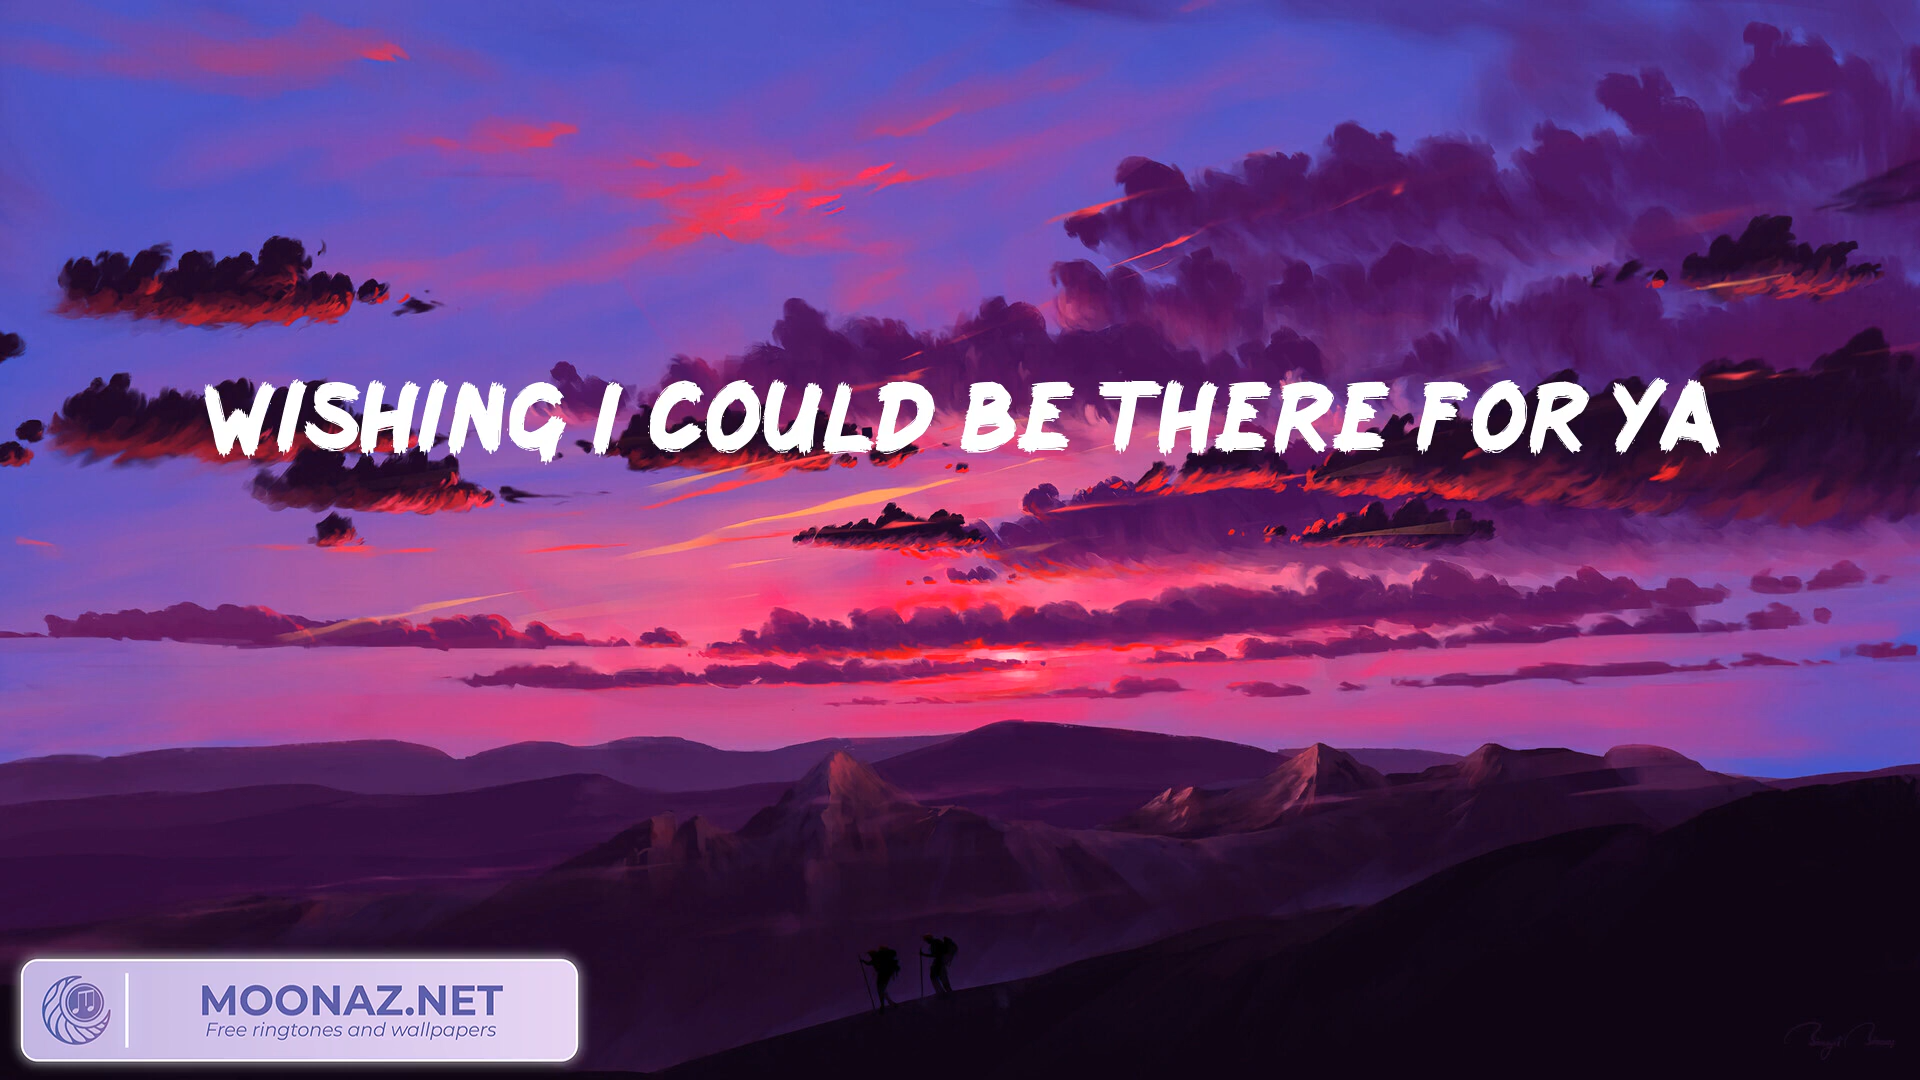 WISHING I COULD BE THERE FOR YA
MOONAZ.NET
Free ringtones and wallpapers